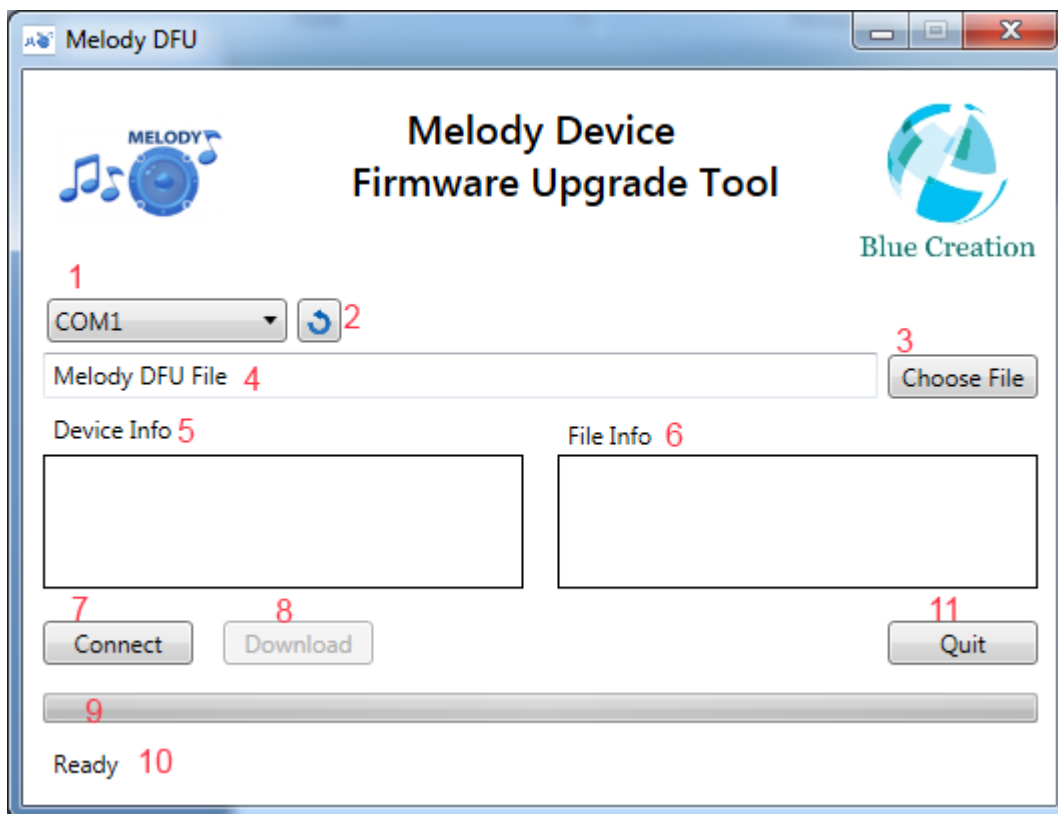 Melody DFU
MELODY
Melody Device
Firmware Upgrade Tool
Blue Creation
1
COM1
2
3
Melody DFU File 4
Choose File
Device Info 5
File Info 6
7
8
11
Connect
Download
Quit
9
Ready 10